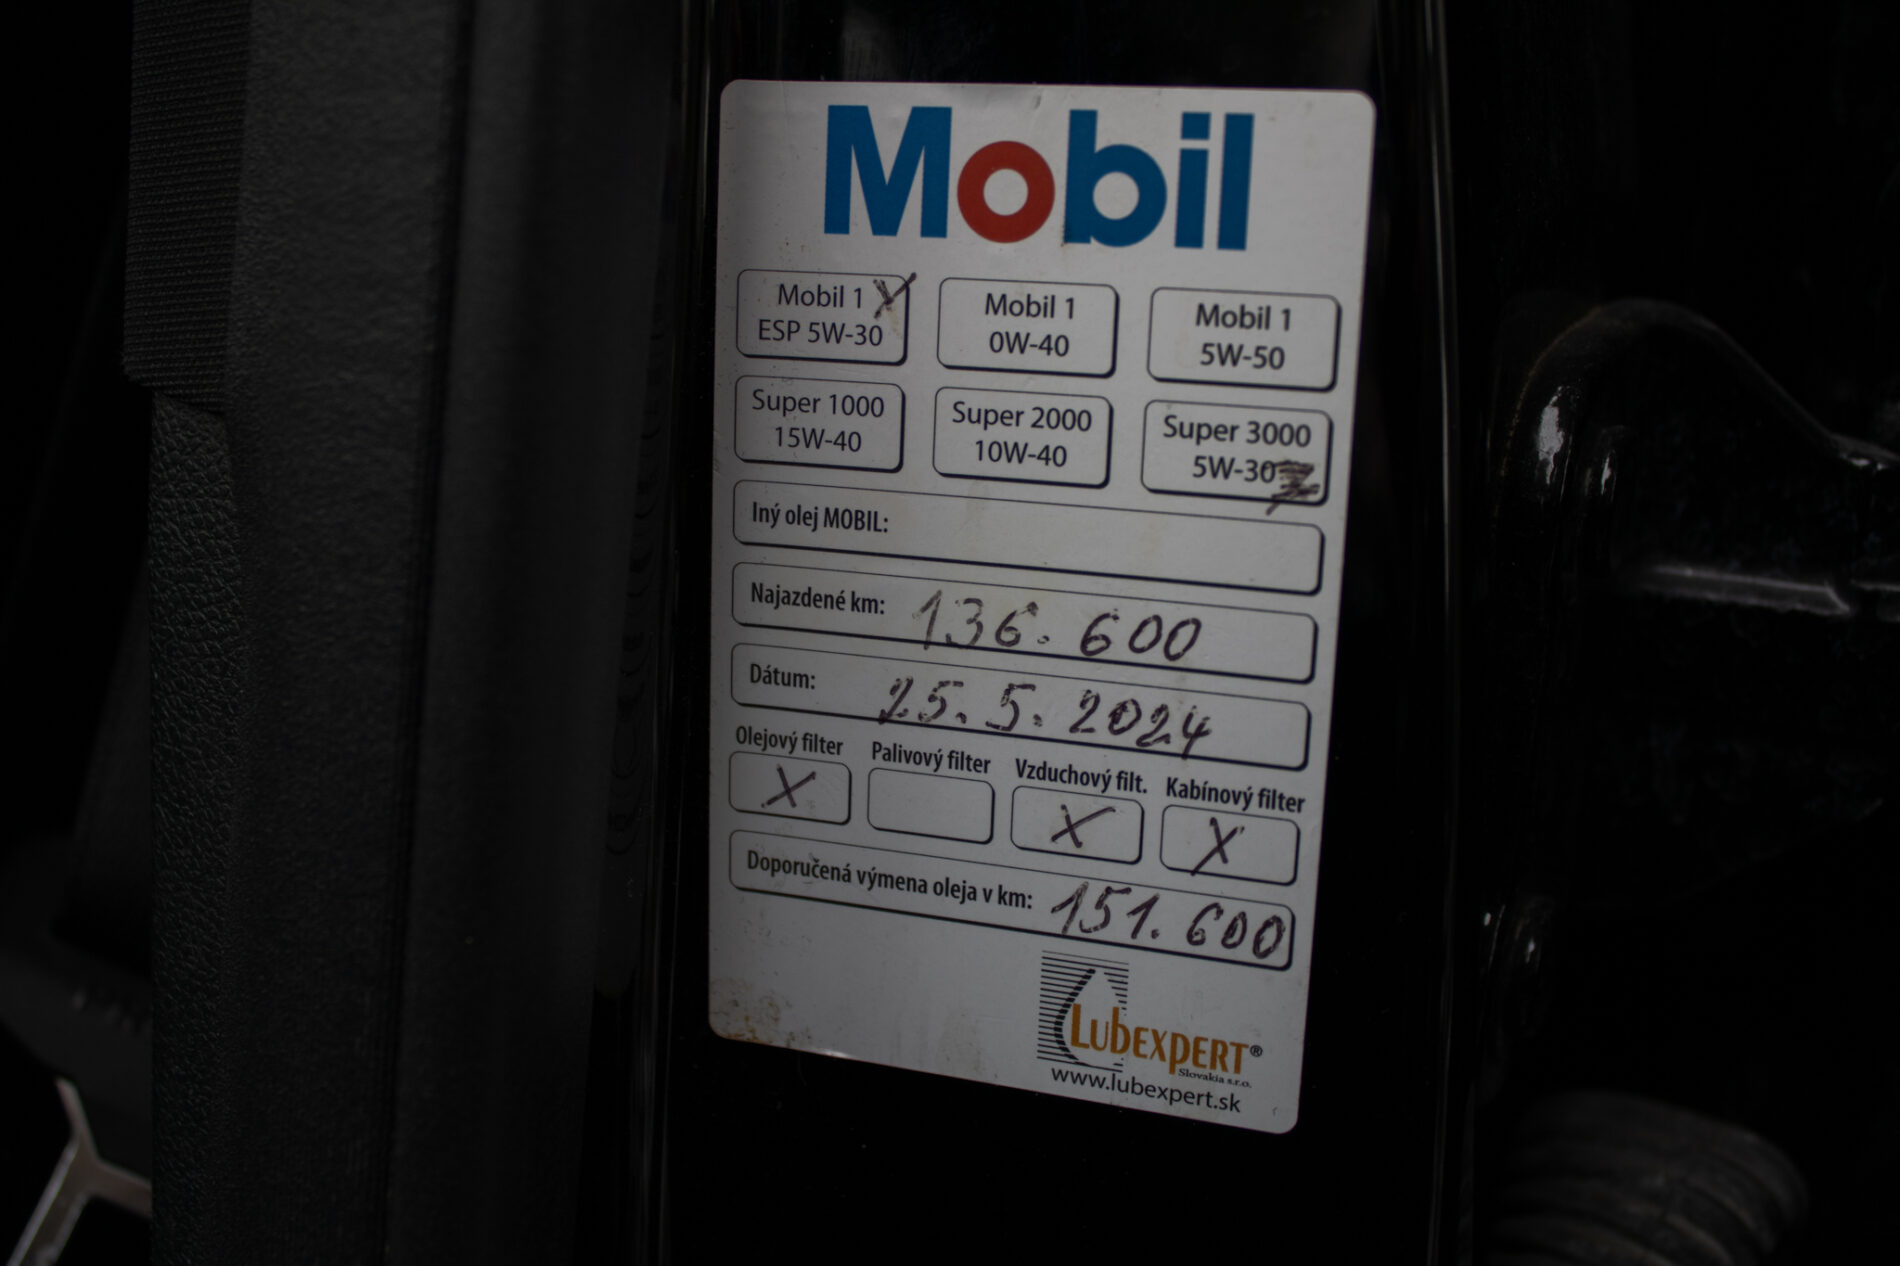 Mobil
Mobil 1 X
ESP 5W-30
Mobil 1
0W-40
Mobil 1
5W-50
Super 1000
15W-40
Super 2000
10W-40
Super 3000
5W-30
Iný olej MOBIL:
Najazdené km: 136.600
Dátum: 25.5.2024
Olejový filter Palivový filter Vzduchový filt. Kabínový filter
X X X
Doporučená výmena oleja v km: 151.600
LUBEXPERT®
Slovakia s.r.o.
www.lubexpert.sk